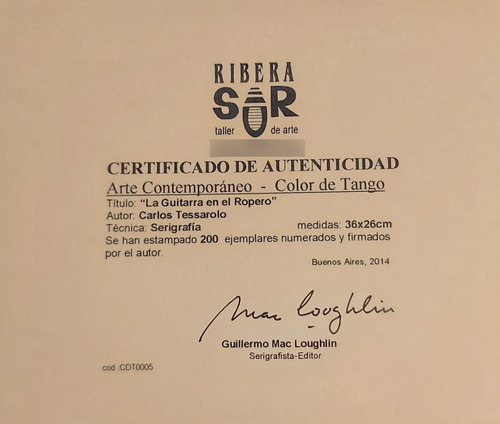 RIBERA
SUR
taller de arte
CERTIFICADO DE AUTENTICIDAD
Arte Contemporáneo - Color de Tango
Título: "La Guitarra en el Ropero"
Autor: Carlos Tessarolo
Técnica: Serigrafía medidas: 36x26cm
Se han estampado 200 ejemplares numerados y firmados
por el autor.
Buenos Aires, 2014
Mac Loughlin
Guillermo Mac Loughlin
Serigrafista-Editor
cod :CDT0005